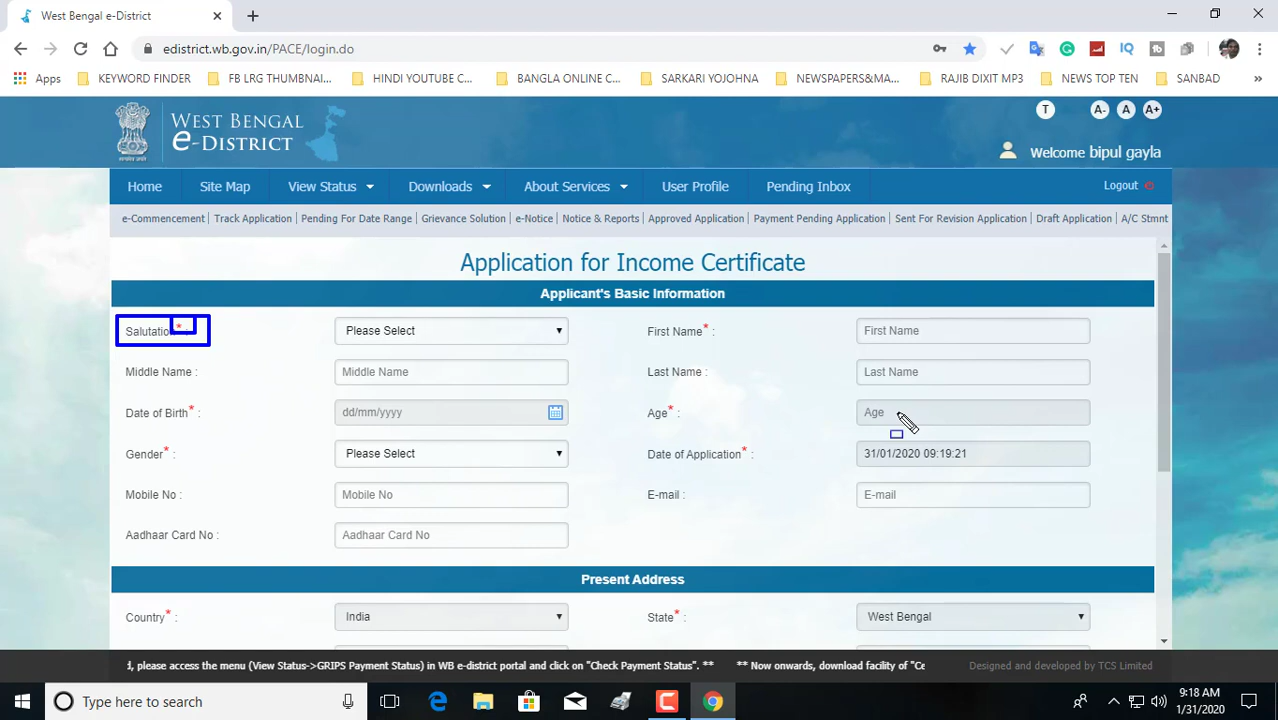 West Bengal e-District
edistrict.wb.gov.in/PACE/login.do
Apps KEYWORD FINDER FB LRG THUMBNAI... HINDI YOUTUBE C... BANGLA ONLINE C... SARKARI YOJOHNA NEWSPAPERS&MA... RAJIB DIXIT MP3 NEWS TOP TEN SANBAD »
T A- A A+
WEST BENGAL
e-DISTRICT
Welcome bipul gayla
Home Site Map View Status Downloads About Services User Profile Pending Inbox Logout
e-Commencement | Track Application | Pending For Date Range | Grievance Solution | e-Notice | Notice & Reports | Approved Application | Payment Pending Application | Sent For Revision Application | Draft Application | A/C Stmnt
Application for Income Certificate
Applicant's Basic Information
Salutation* : Please Select First Name* : First Name
Middle Name : Middle Name Last Name : Last Name
Date of Birth* : dd/mm/yyyy Age* : Age
Gender* : Please Select Date of Application* : 31/01/2020 09:19:21
Mobile No : Mobile No E-mail : E-mail
Aadhaar Card No : Aadhaar Card No
Present Address
Country* : India State* : West Bengal
, please access the menu (View Status->GRIPS Payment Status) in WB e-district portal and click on "Check Payment Status". ** ** Now onwards, download facility of "Ce Designed and developed by TCS Limited
Type here to search 9:18 AM
1/31/2020